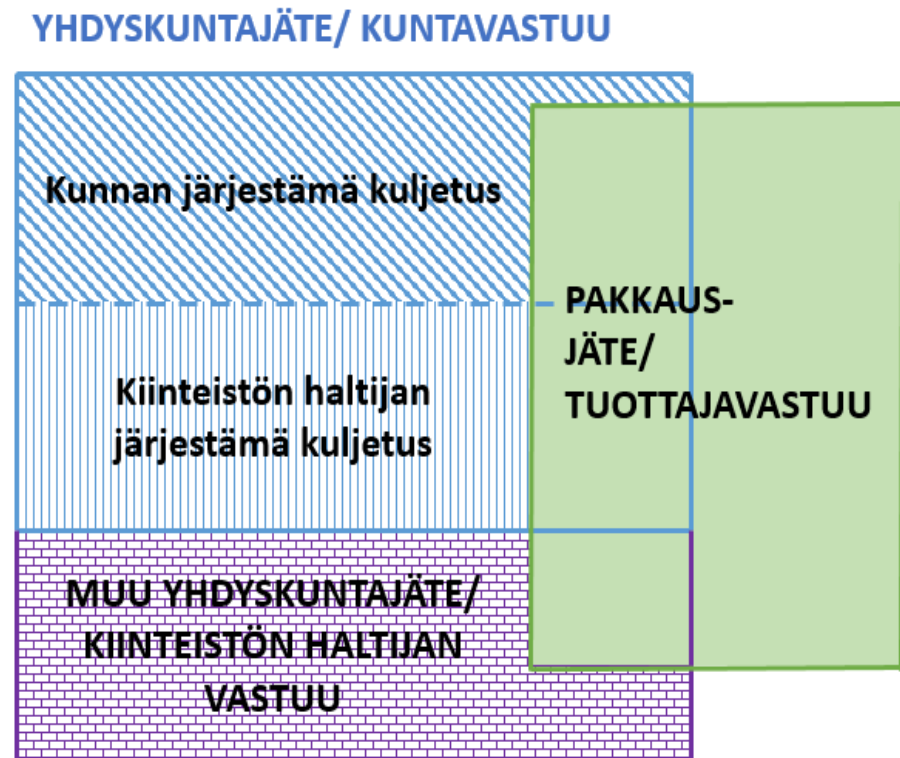 YHDYSKUNTAJÄTE/ KUNTAVASTUU
Kunnan järjestämä kuljetus
Kiinteistön haltijan
järjestämä kuljetus
PAKKAUS-
JÄTE/
TUOTTAJAVASTUU
MUU YHDYSKUNTAJÄTE/
KIINTEISTÖN HALTIJAN
VASTUU